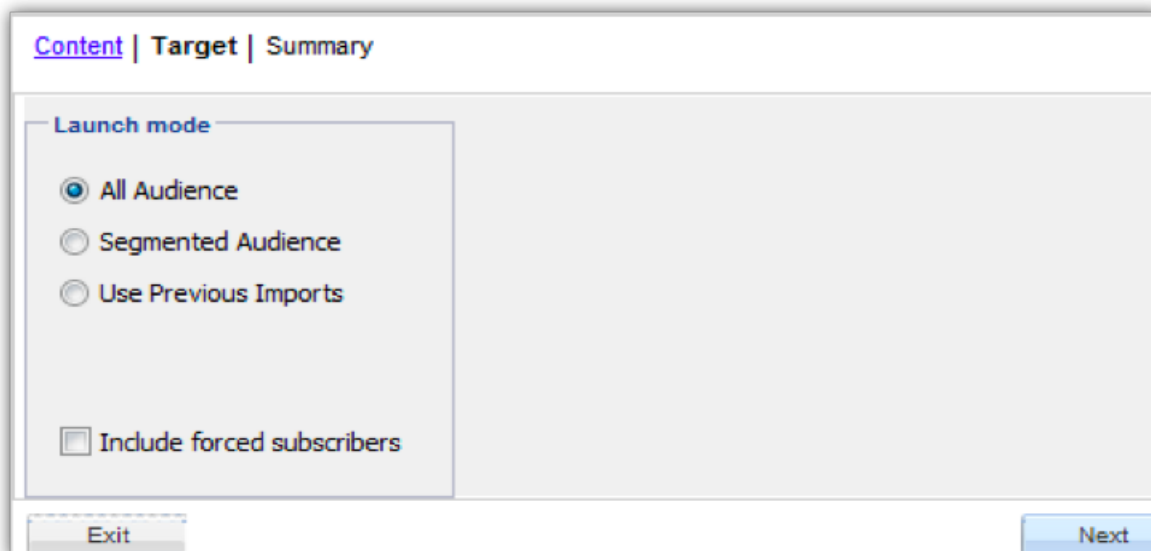 Content | Target | Summary
Launch mode
All Audience
Segmented Audience
Use Previous Imports
Include forced subscribers
Exit
Next